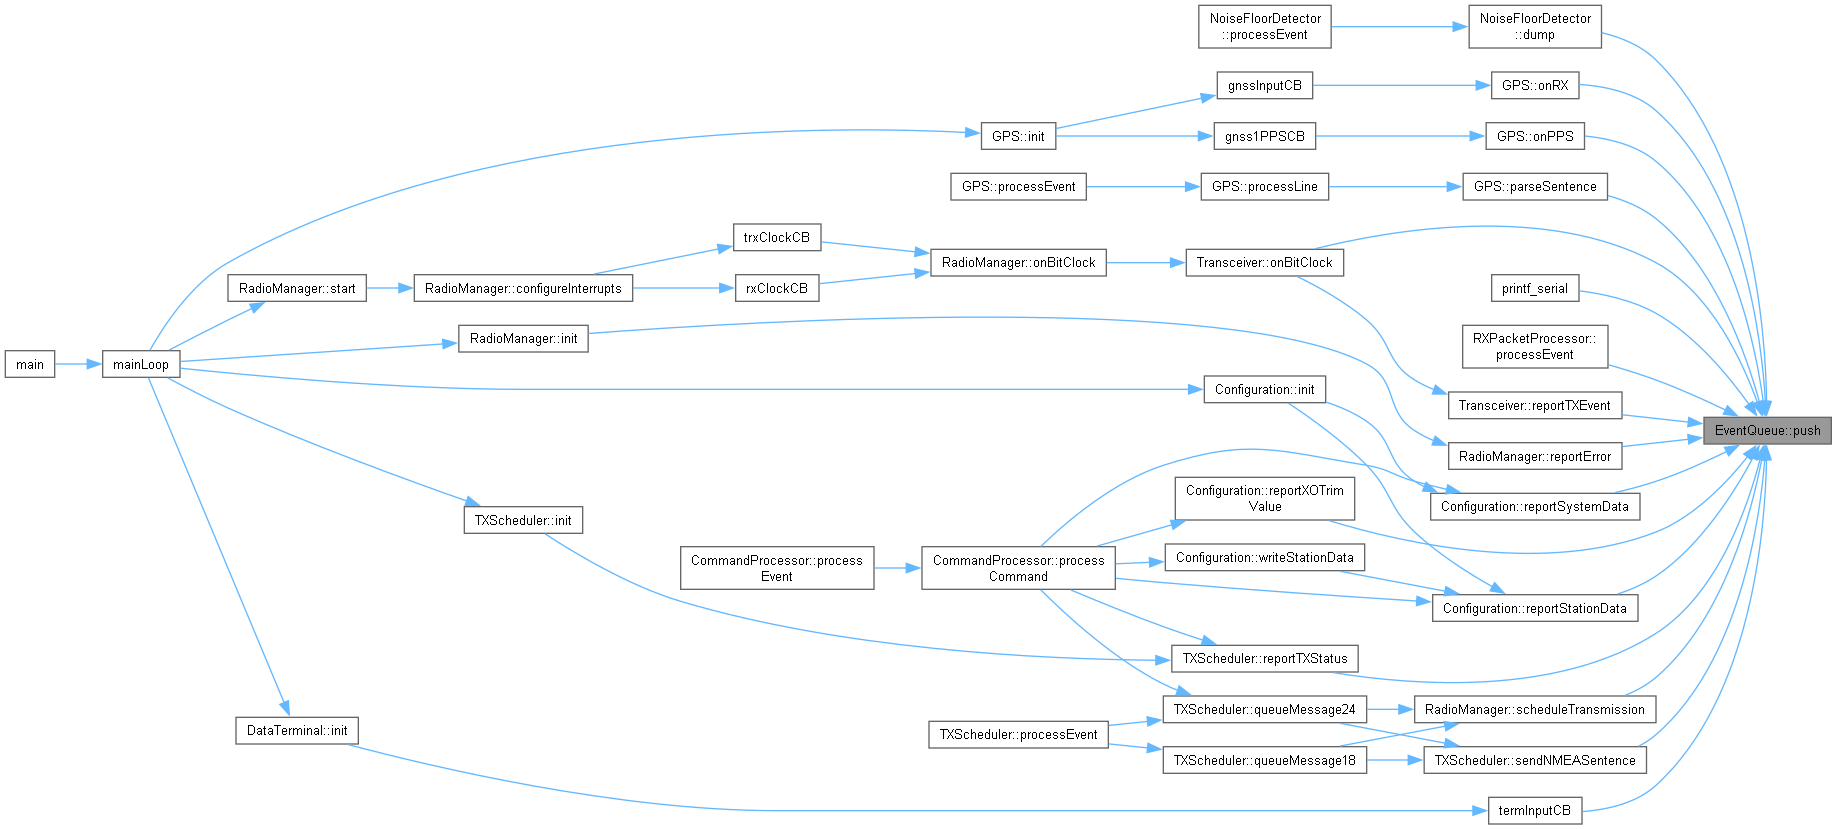 NoiseFloorDetector
::processEvent
NoiseFloorDetector
::dump
gnssInputCB
GPS::onRX
GPS::init
gnss1PPSCB
GPS::onPPS
GPS::processEvent
GPS::processLine
GPS::parseSentence
trxClockCB
RadioManager::onBitClock
Transceiver::onBitClock
RadioManager::start
RadioManager::configureInterrupts
rxClockCB
printf_serial
RadioManager::init
RXPacketProcessor::
processEvent
main
mainLoop
Configuration::init
Transceiver::reportTXEvent
EventQueue::push
RadioManager::reportError
Configuration::reportXOTrim
Value
Configuration::reportSystemData
TXScheduler::init
CommandProcessor::process
Event
CommandProcessor::process
Command
Configuration::writeStationData
Configuration::reportStationData
TXScheduler::reportTXStatus
TXScheduler::queueMessage24
RadioManager::scheduleTransmission
DataTerminal::init
TXScheduler::processEvent
TXScheduler::queueMessage18
TXScheduler::sendNMEASentence
termInputCB